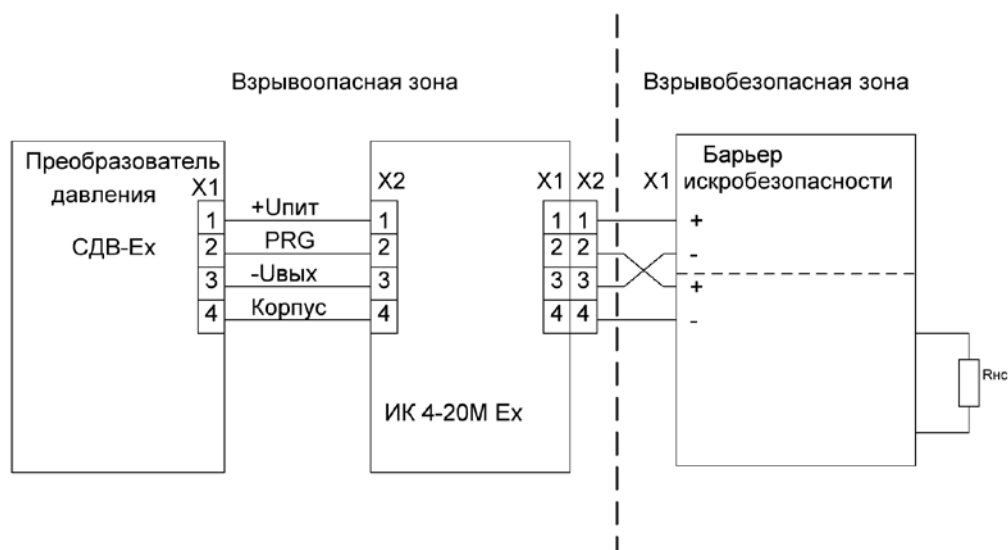 Взрывоопасная зона
Взрывобезопасная зона
Преобразователь
давления
СДВ-Ex
X1
1
2
3
4
+Uпит
PRG
-Uвых
Корпус
X2
1
2
3
4
ИК 4-20М Ex
X1 X2
1 1
2 2
3 3
4 4
X1
Барьер
искробезопасности
+
-
+
-
Rнс